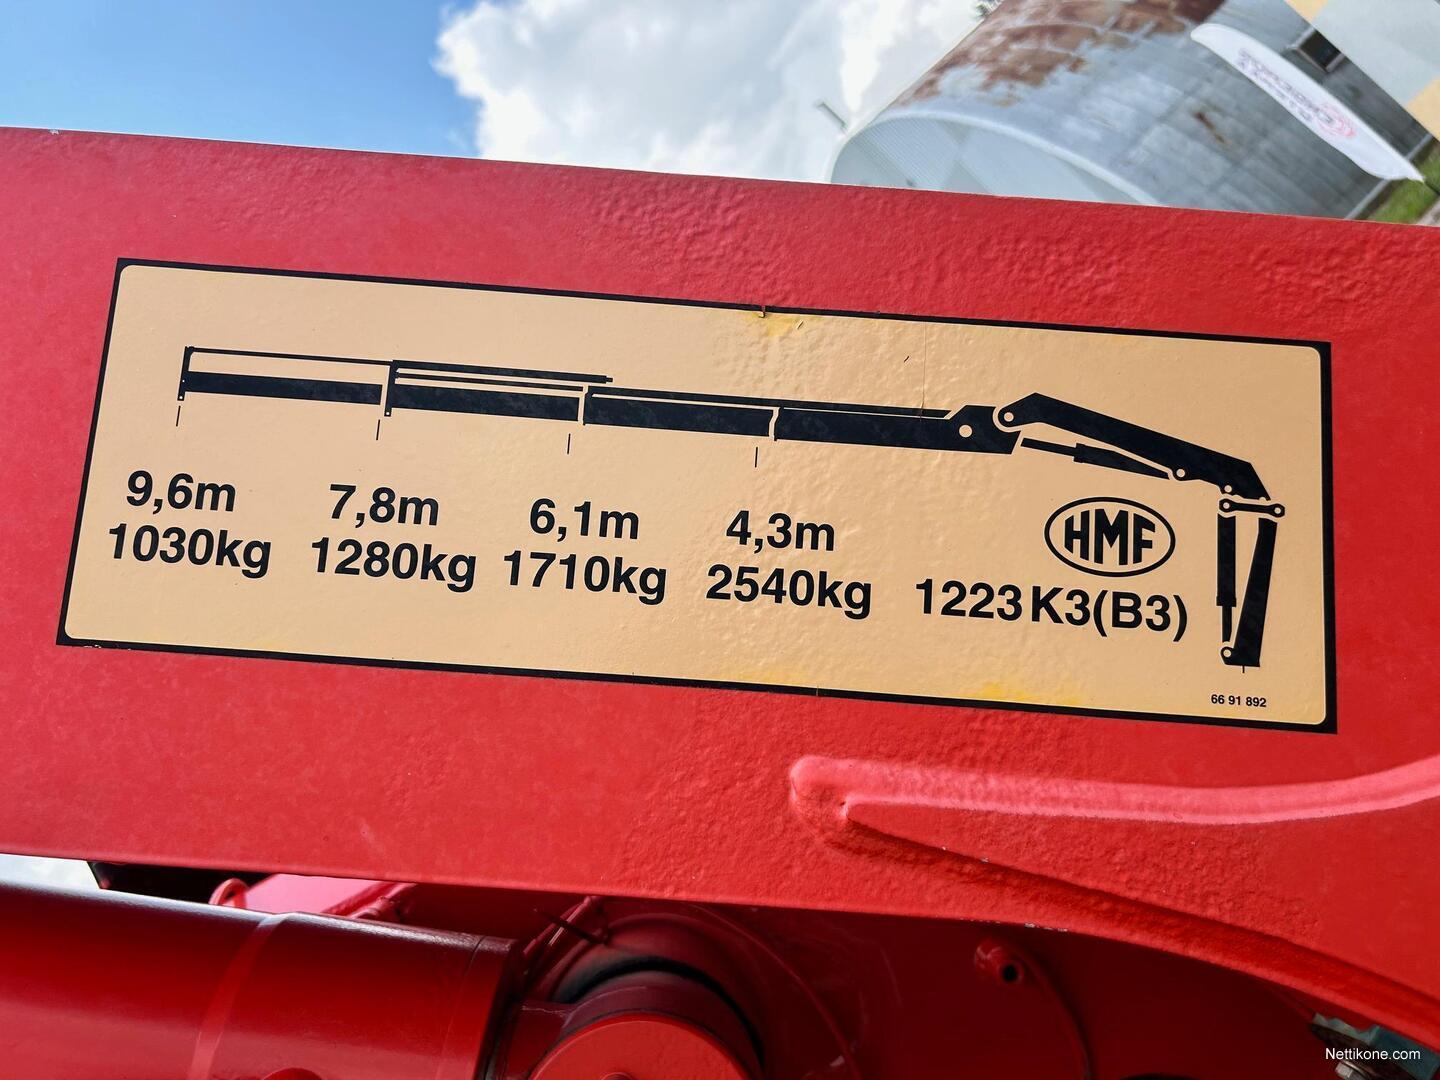 9,6m 7,8m 6,1m 4,3m
1030kg 1280kg 1710kg 2540kg
HMF
1223 K3(B3)
66 91 892
Nettikone.com